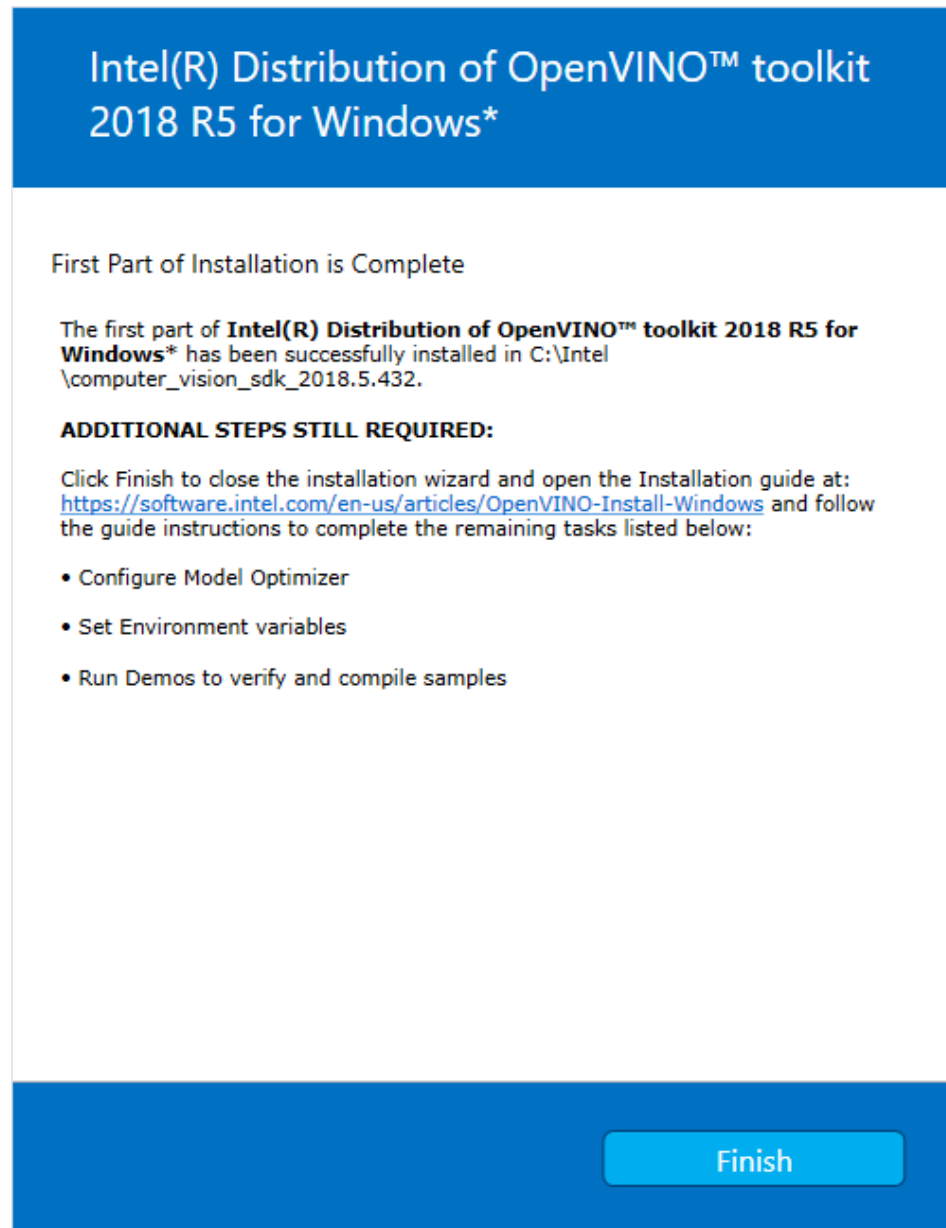 Intel(R) Distribution of OpenVINO™ toolkit
2018 R5 for Windows*
First Part of Installation is Complete
The first part of Intel(R) Distribution of OpenVINO™ toolkit 2018 R5 for
Windows* has been successfully installed in C:\Intel
\computer_vision_sdk_2018.5.432.
ADDITIONAL STEPS STILL REQUIRED:
Click Finish to close the installation wizard and open the Installation guide at:
https://software.intel.com/en-us/articles/OpenVINO-Install-Windows and follow
the guide instructions to complete the remaining tasks listed below:
• Configure Model Optimizer
• Set Environment variables
• Run Demos to verify and compile samples
Finish